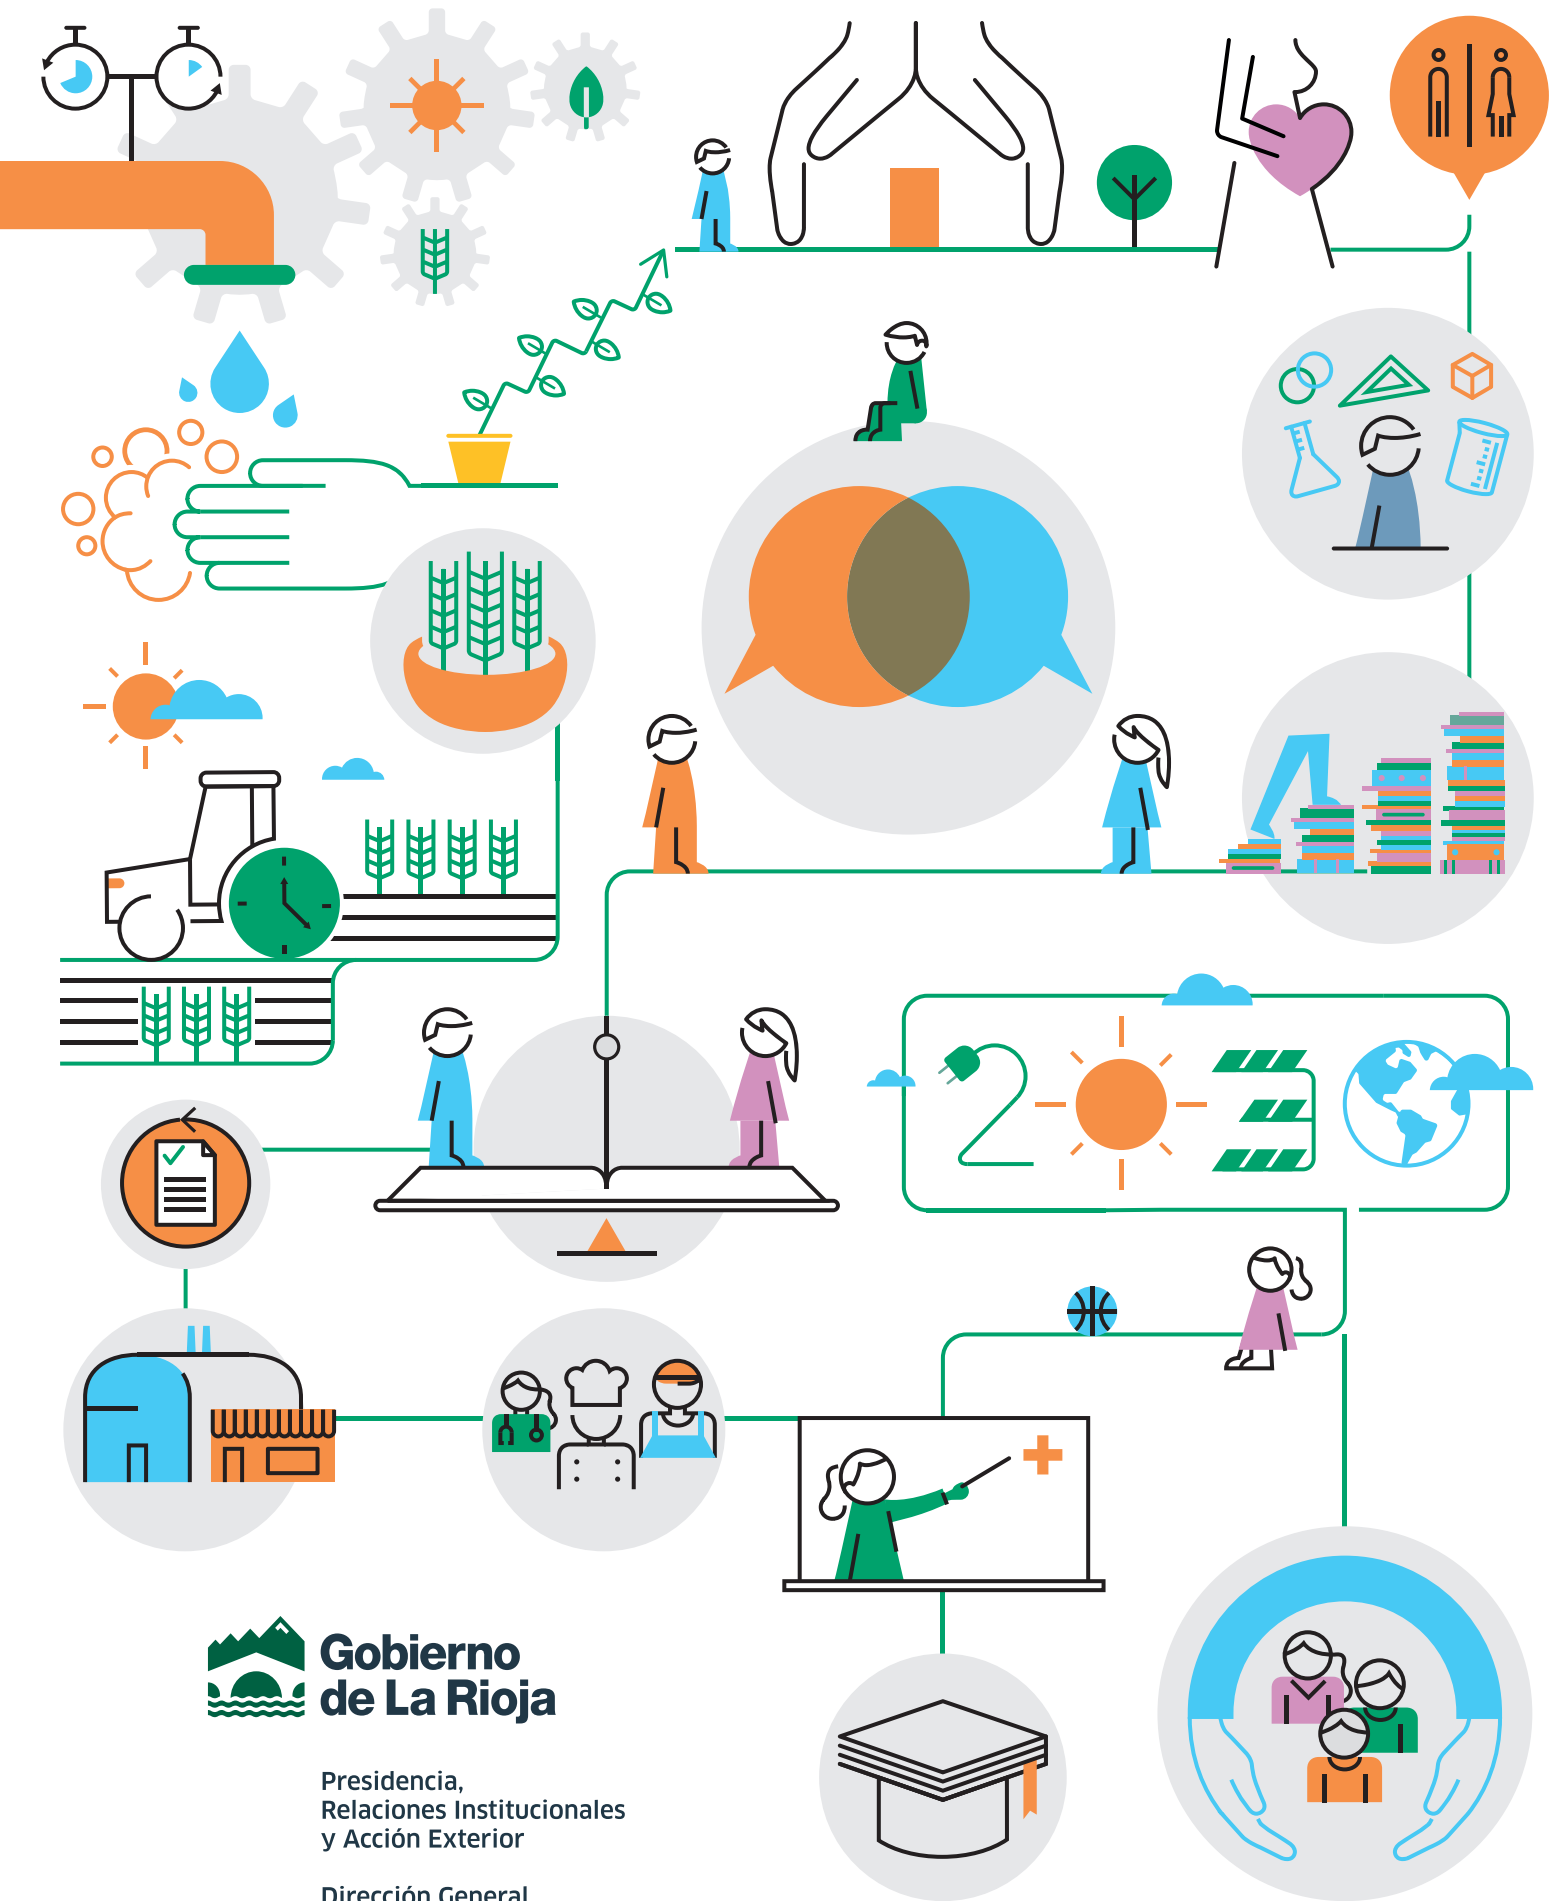 Gobierno
de La Rioja
Presidencia,
Relaciones Institucionales
y Acción Exterior
Dirección General